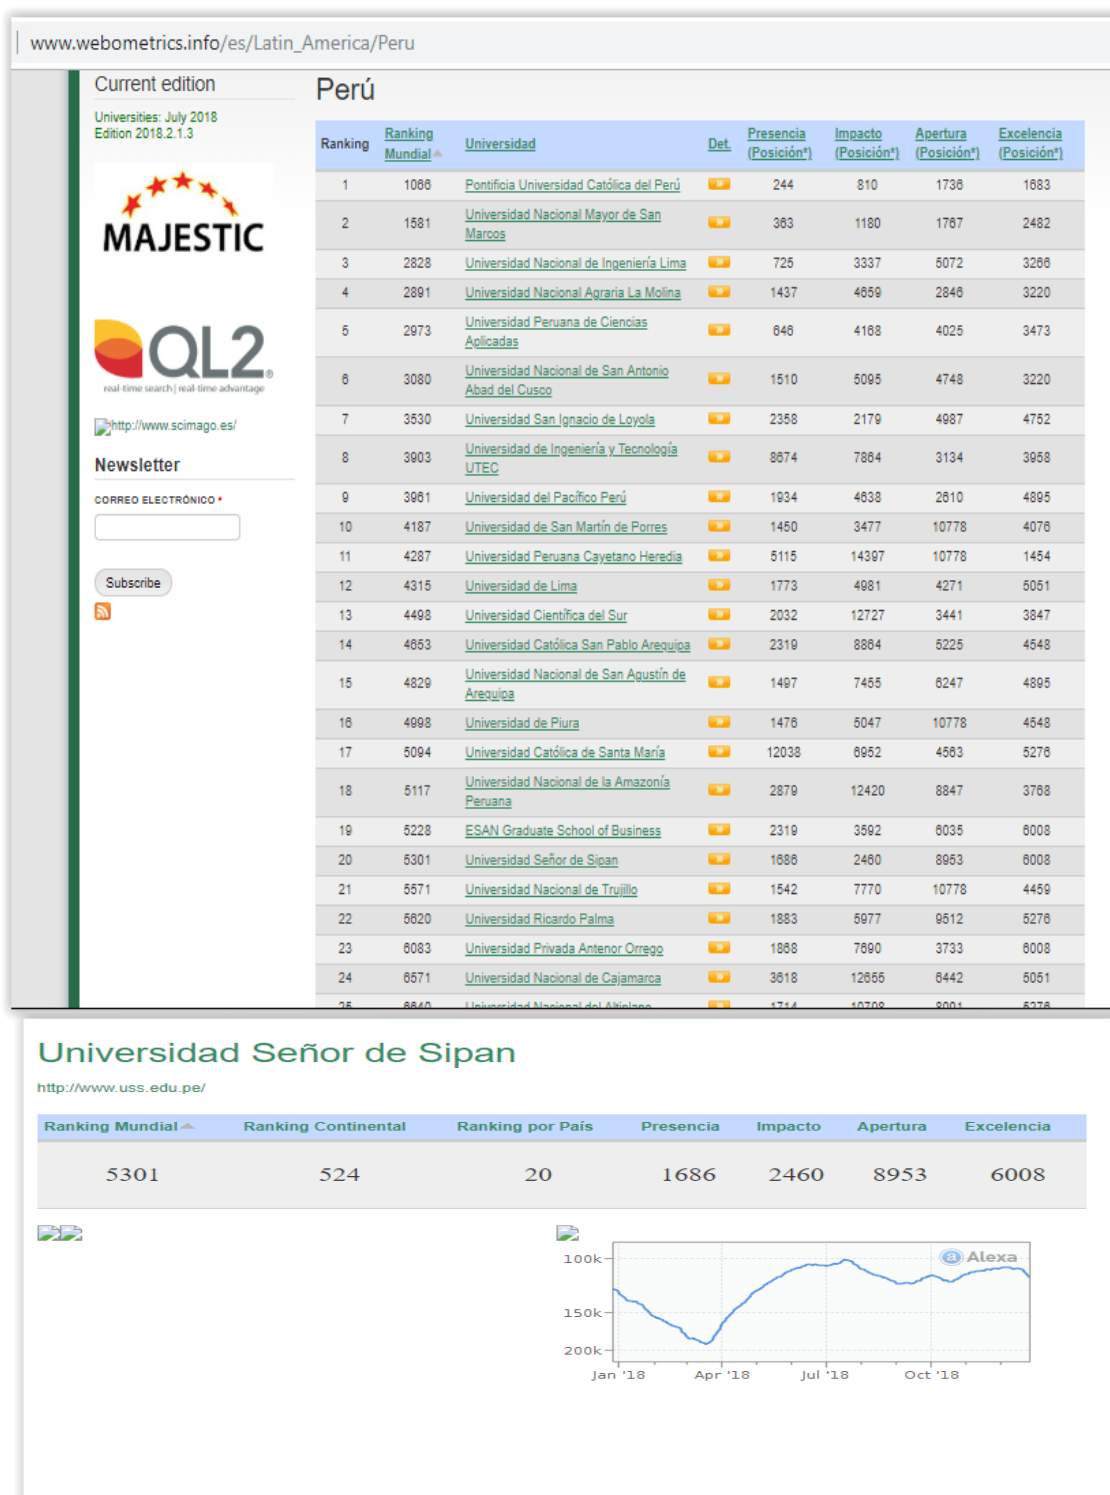 www.webometrics.info/es/Latin_America/Peru
Current edition
Universities: July 2018
Edition 2018.2.1.3
MAJESTIC
QL2®
real-time search | real-time advantage
http://www.scimago.es/
Newsletter
CORREO ELECTRÓNICO *
Subscribe
Perú
Ranking Ranking Mundial Universidad Det. Presencia (Posición*) Impacto (Posición*) Apertura (Posición*) Excelencia (Posición*)
1 1066 Pontificia Universidad Católica del Perú 244 810 1736 1683
2 1581 Universidad Nacional Mayor de San Marcos 363 1180 1767 2482
3 2828 Universidad Nacional de Ingeniería Lima 725 3337 5072 3266
4 2891 Universidad Nacional Agraria La Molina 1437 4659 2846 3220
5 2973 Universidad Peruana de Ciencias Aplicadas 646 4168 4025 3473
6 3080 Universidad Nacional de San Antonio Abad del Cusco 1510 5095 4748 3220
7 3530 Universidad San Ignacio de Loyola 2358 2179 4987 4752
8 3903 Universidad de Ingeniería y Tecnología UTEC 8674 7864 3134 3958
9 3961 Universidad del Pacífico Perú 1934 4638 2610 4895
10 4187 Universidad de San Martín de Porres 1450 3477 10778 4076
11 4287 Universidad Peruana Cayetano Heredia 5115 14397 10778 1454
12 4315 Universidad de Lima 1773 4981 4271 5051
13 4498 Universidad Científica del Sur 2032 12727 3441 3847
14 4653 Universidad Católica San Pablo Arequipa 2319 8864 5225 4548
15 4829 Universidad Nacional de San Agustín de Arequipa 1497 7455 6247 4895
16 4998 Universidad de Piura 1476 5047 10778 4548
17 5094 Universidad Católica de Santa María 12038 6952 4563 5276
18 5117 Universidad Nacional de la Amazonía Peruana 2879 12420 8847 3768
19 5228 ESAN Graduate School of Business 2319 3592 6035 6008
20 5301 Universidad Señor de Sipan 1686 2460 8953 6008
21 5571 Universidad Nacional de Trujillo 1542 7770 10778 4459
22 5620 Universidad Ricardo Palma 1883 5977 9512 5276
23 6083 Universidad Privada Antenor Orrego 1868 7690 3733 6008
24 6571 Universidad Nacional de Cajamarca 3618 12655 6442 5051
25 6640 Universidad Nacional del Altiplano 1714 10798 5276
Universidad Señor de Sipan
http://www.uss.edu.pe/
Ranking Mundial Ranking Continental Ranking por País Presencia Impacto Apertura Excelencia
5301 524 20 1686 2460 8953 6008
a Alexa
100k
150k
200k
Jan '18 Apr '18 Jul '18 Oct '18